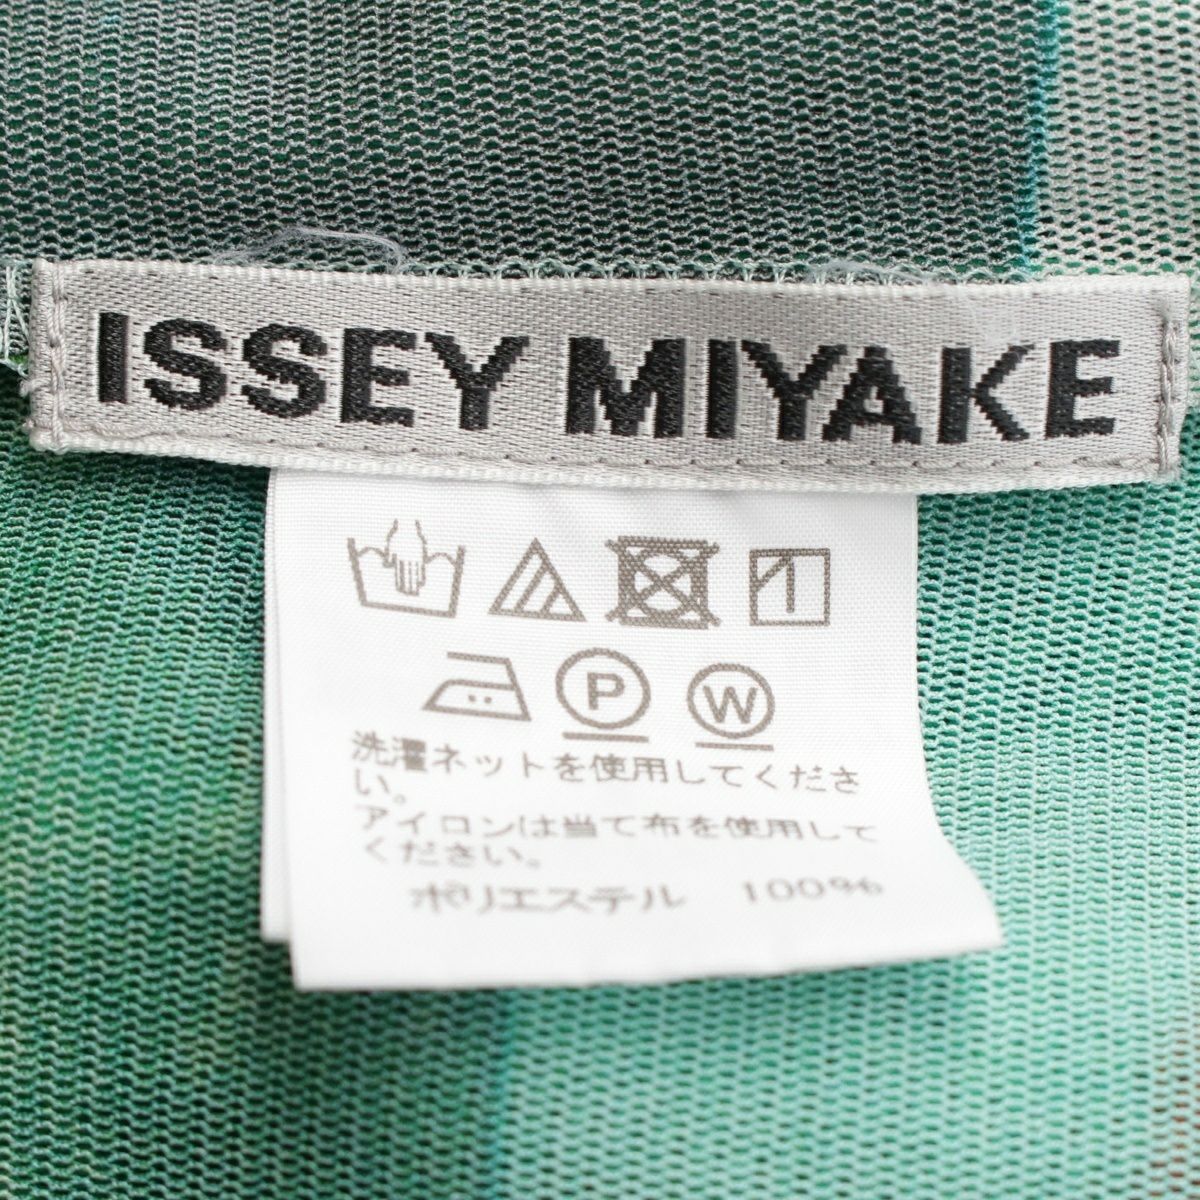 ISSEY MIYAKE
P W
洗濯ネットを使用してくださ
い。
アイロンは当て布を使用して
ください。
ポリエステル 100%